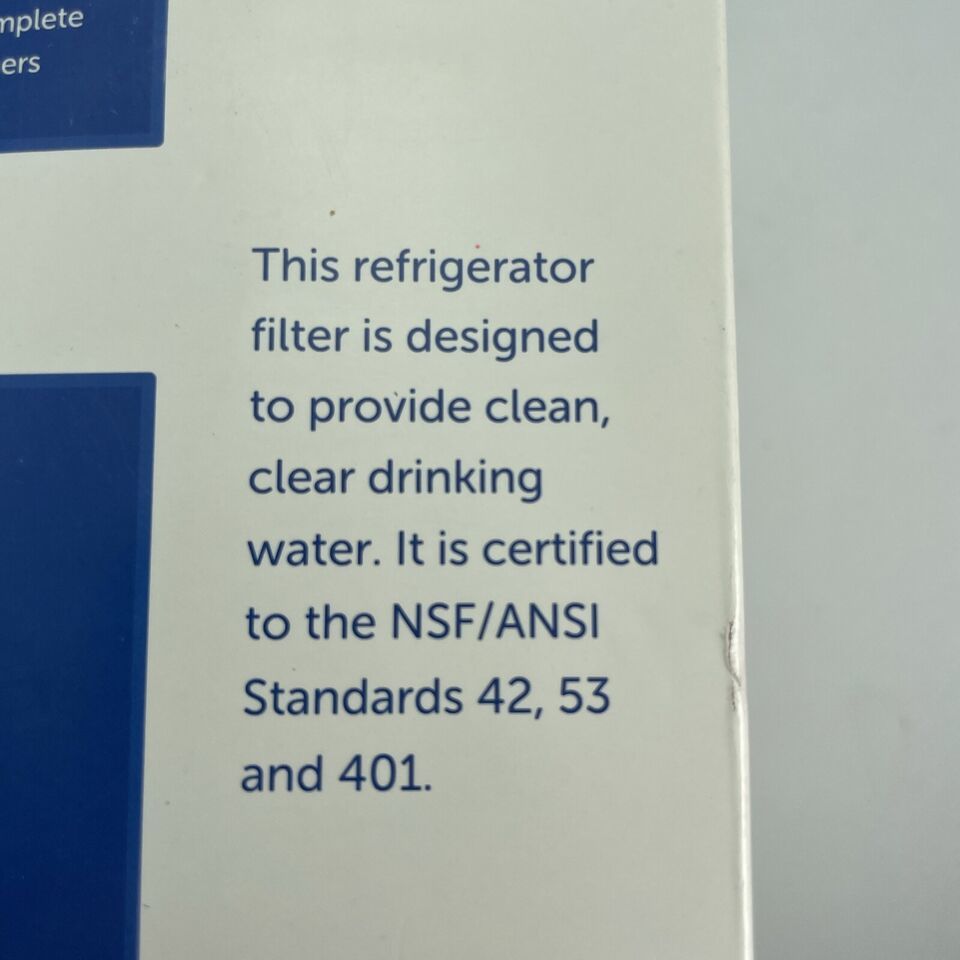 ers
This refrigerator
filter is designed
to provide clean,
clear drinking
water. It is certified
to the NSF/ANSI
Standards 42, 53
and 401.